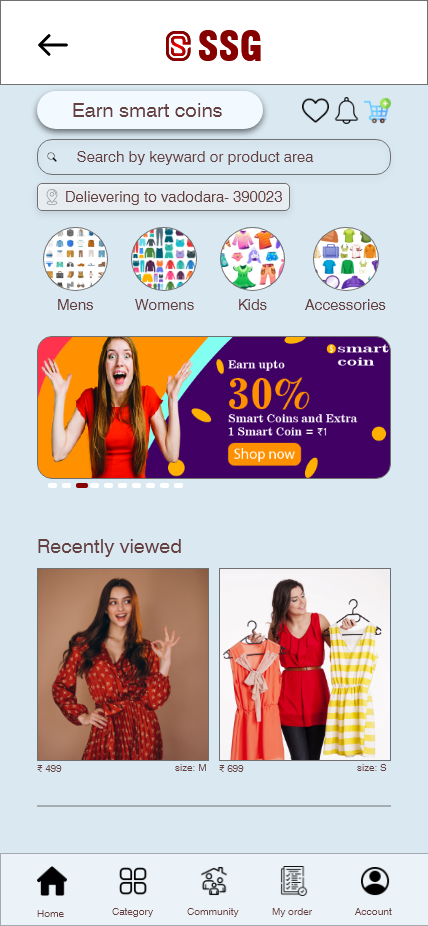 SSG
Earn smart coins
Search by keyward or product area
Delievering to vadodara- 390023
Mens
Womens
Kids
Accessories
S smart
coin
Earn upto
30%
Smart Coins and Extra
1 Smart Coin = ₹1
Shop now
Recently viewed
₹ 499
size: M
₹ 699
size: S
Home
Category
Community
My order
Account